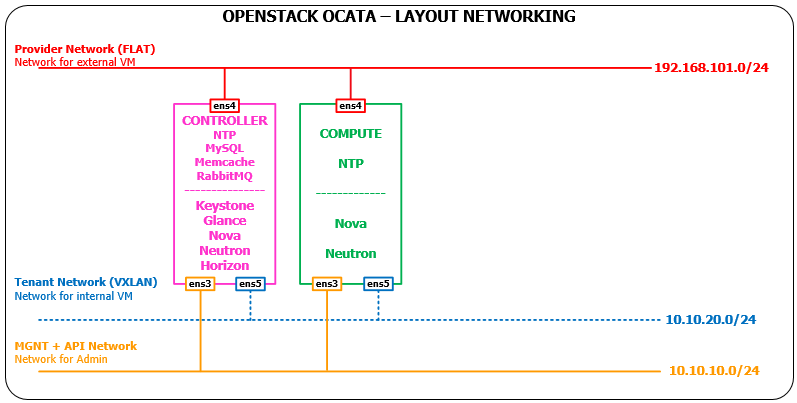 OPENSTACK OCATA – LAYOUT NETWORKING
Provider Network (FLAT)
Network for external VM
192.168.101.0/24
ens4
ens4
CONTROLLER
NTP
MySQL
Memcache
RabbitMQ
---------------
Keystone
Glance
Nova
Neutron
Horizon
COMPUTE
NTP
-------------
Nova
Neutron
ens3
ens5
ens3
ens5
Tenant Network (VXLAN)
Network for internal VM
10.10.20.0/24
MGNT + API Network
Network for Admin
10.10.10.0/24